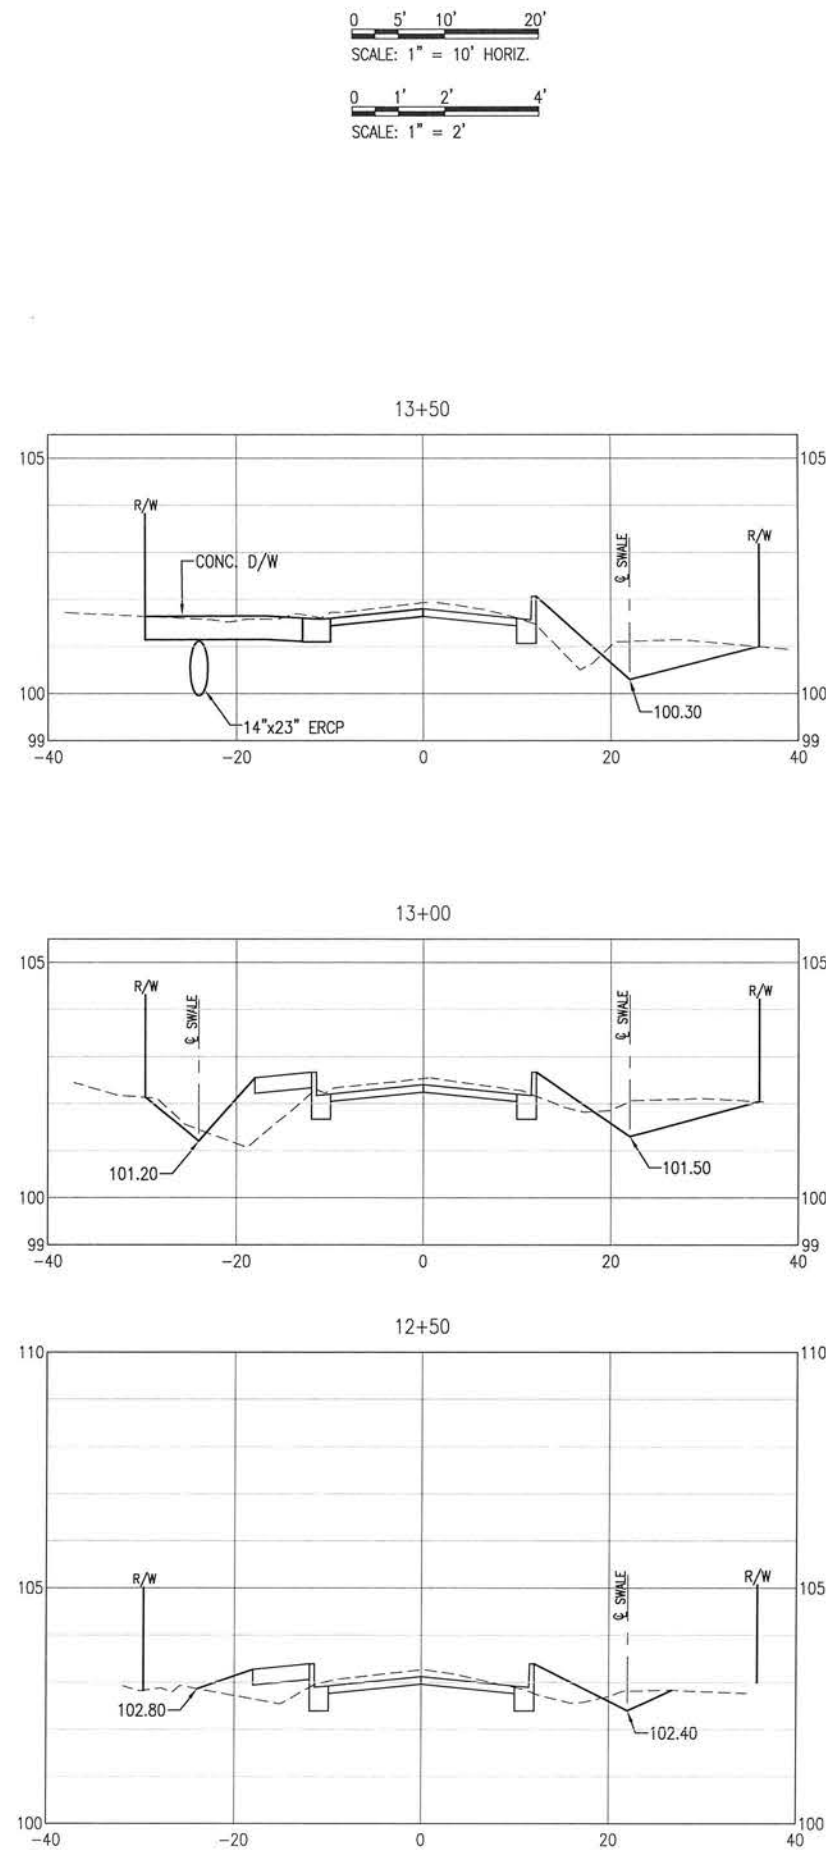 0 5' 10' 20'
SCALE: 1" = 10' HORIZ.
0 1' 2' 4'
SCALE: 1" = 2'
13+50
105 105
R/W
CONC. D/W
℄ SWALE
R/W
100 100
14"x23" ERCP
100.30
99 99
-40 -20 0 20 40
13+00
105 105
R/W
℄ SWALE
℄ SWALE
R/W
101.20
101.50
100 100
99 99
-40 -20 0 20 40
12+50
110 110
105 105
R/W
℄ SWALE
R/W
102.80
102.40
100 100
-40 -20 0 20 40